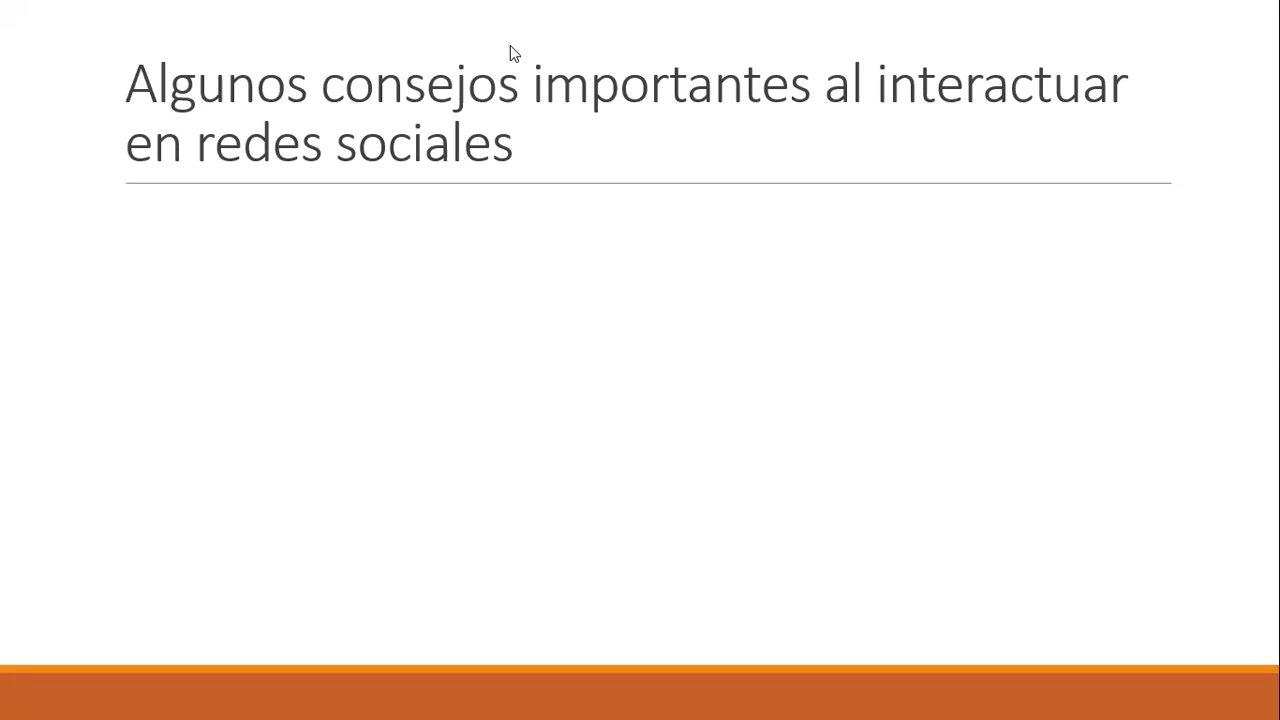 Algunos consejos importantes al interactuar
en redes sociales